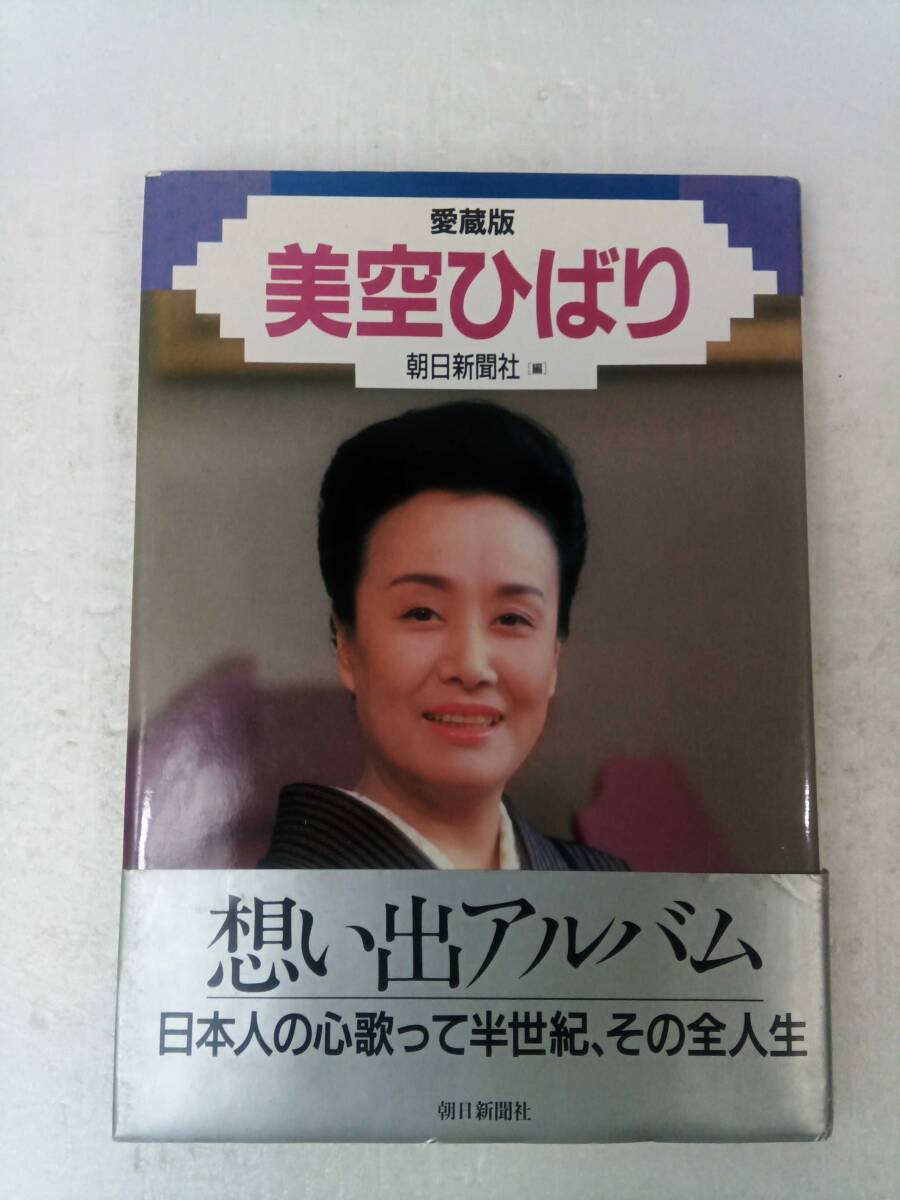 愛蔵版
美空ひばり
朝日新聞社［編］
想い出アルバム
日本人の心歌って半世紀、その全人生
朝日新聞社